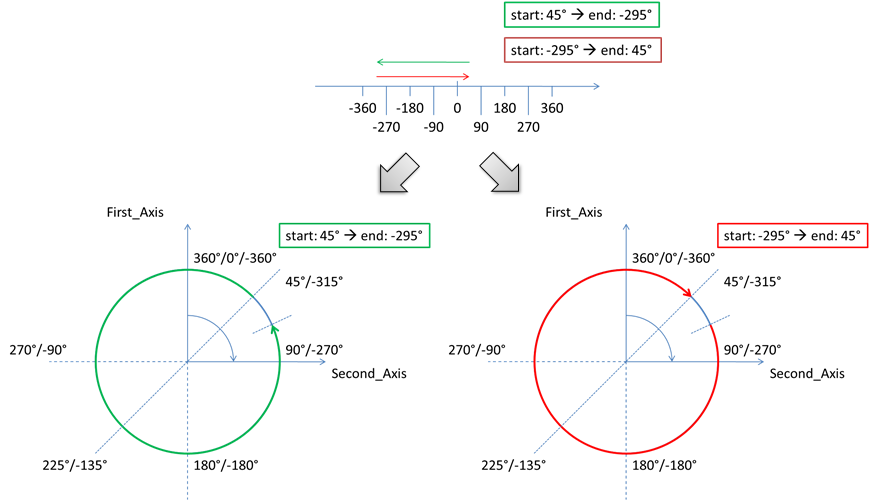 start: 45° → end: -295°
start: -295° → end: 45°
-360 -180 0 180 360
-270 -90 90 270
First_Axis
start: 45° → end: -295°
360°/0°/-360°
45°/-315°
270°/-90°
90°/-270°
Second_Axis
225°/-135°
180°/-180°
First_Axis
start: -295° → end: 45°
360°/0°/-360°
45°/-315°
270°/-90°
90°/-270°
Second_Axis
225°/-135°
180°/-180°